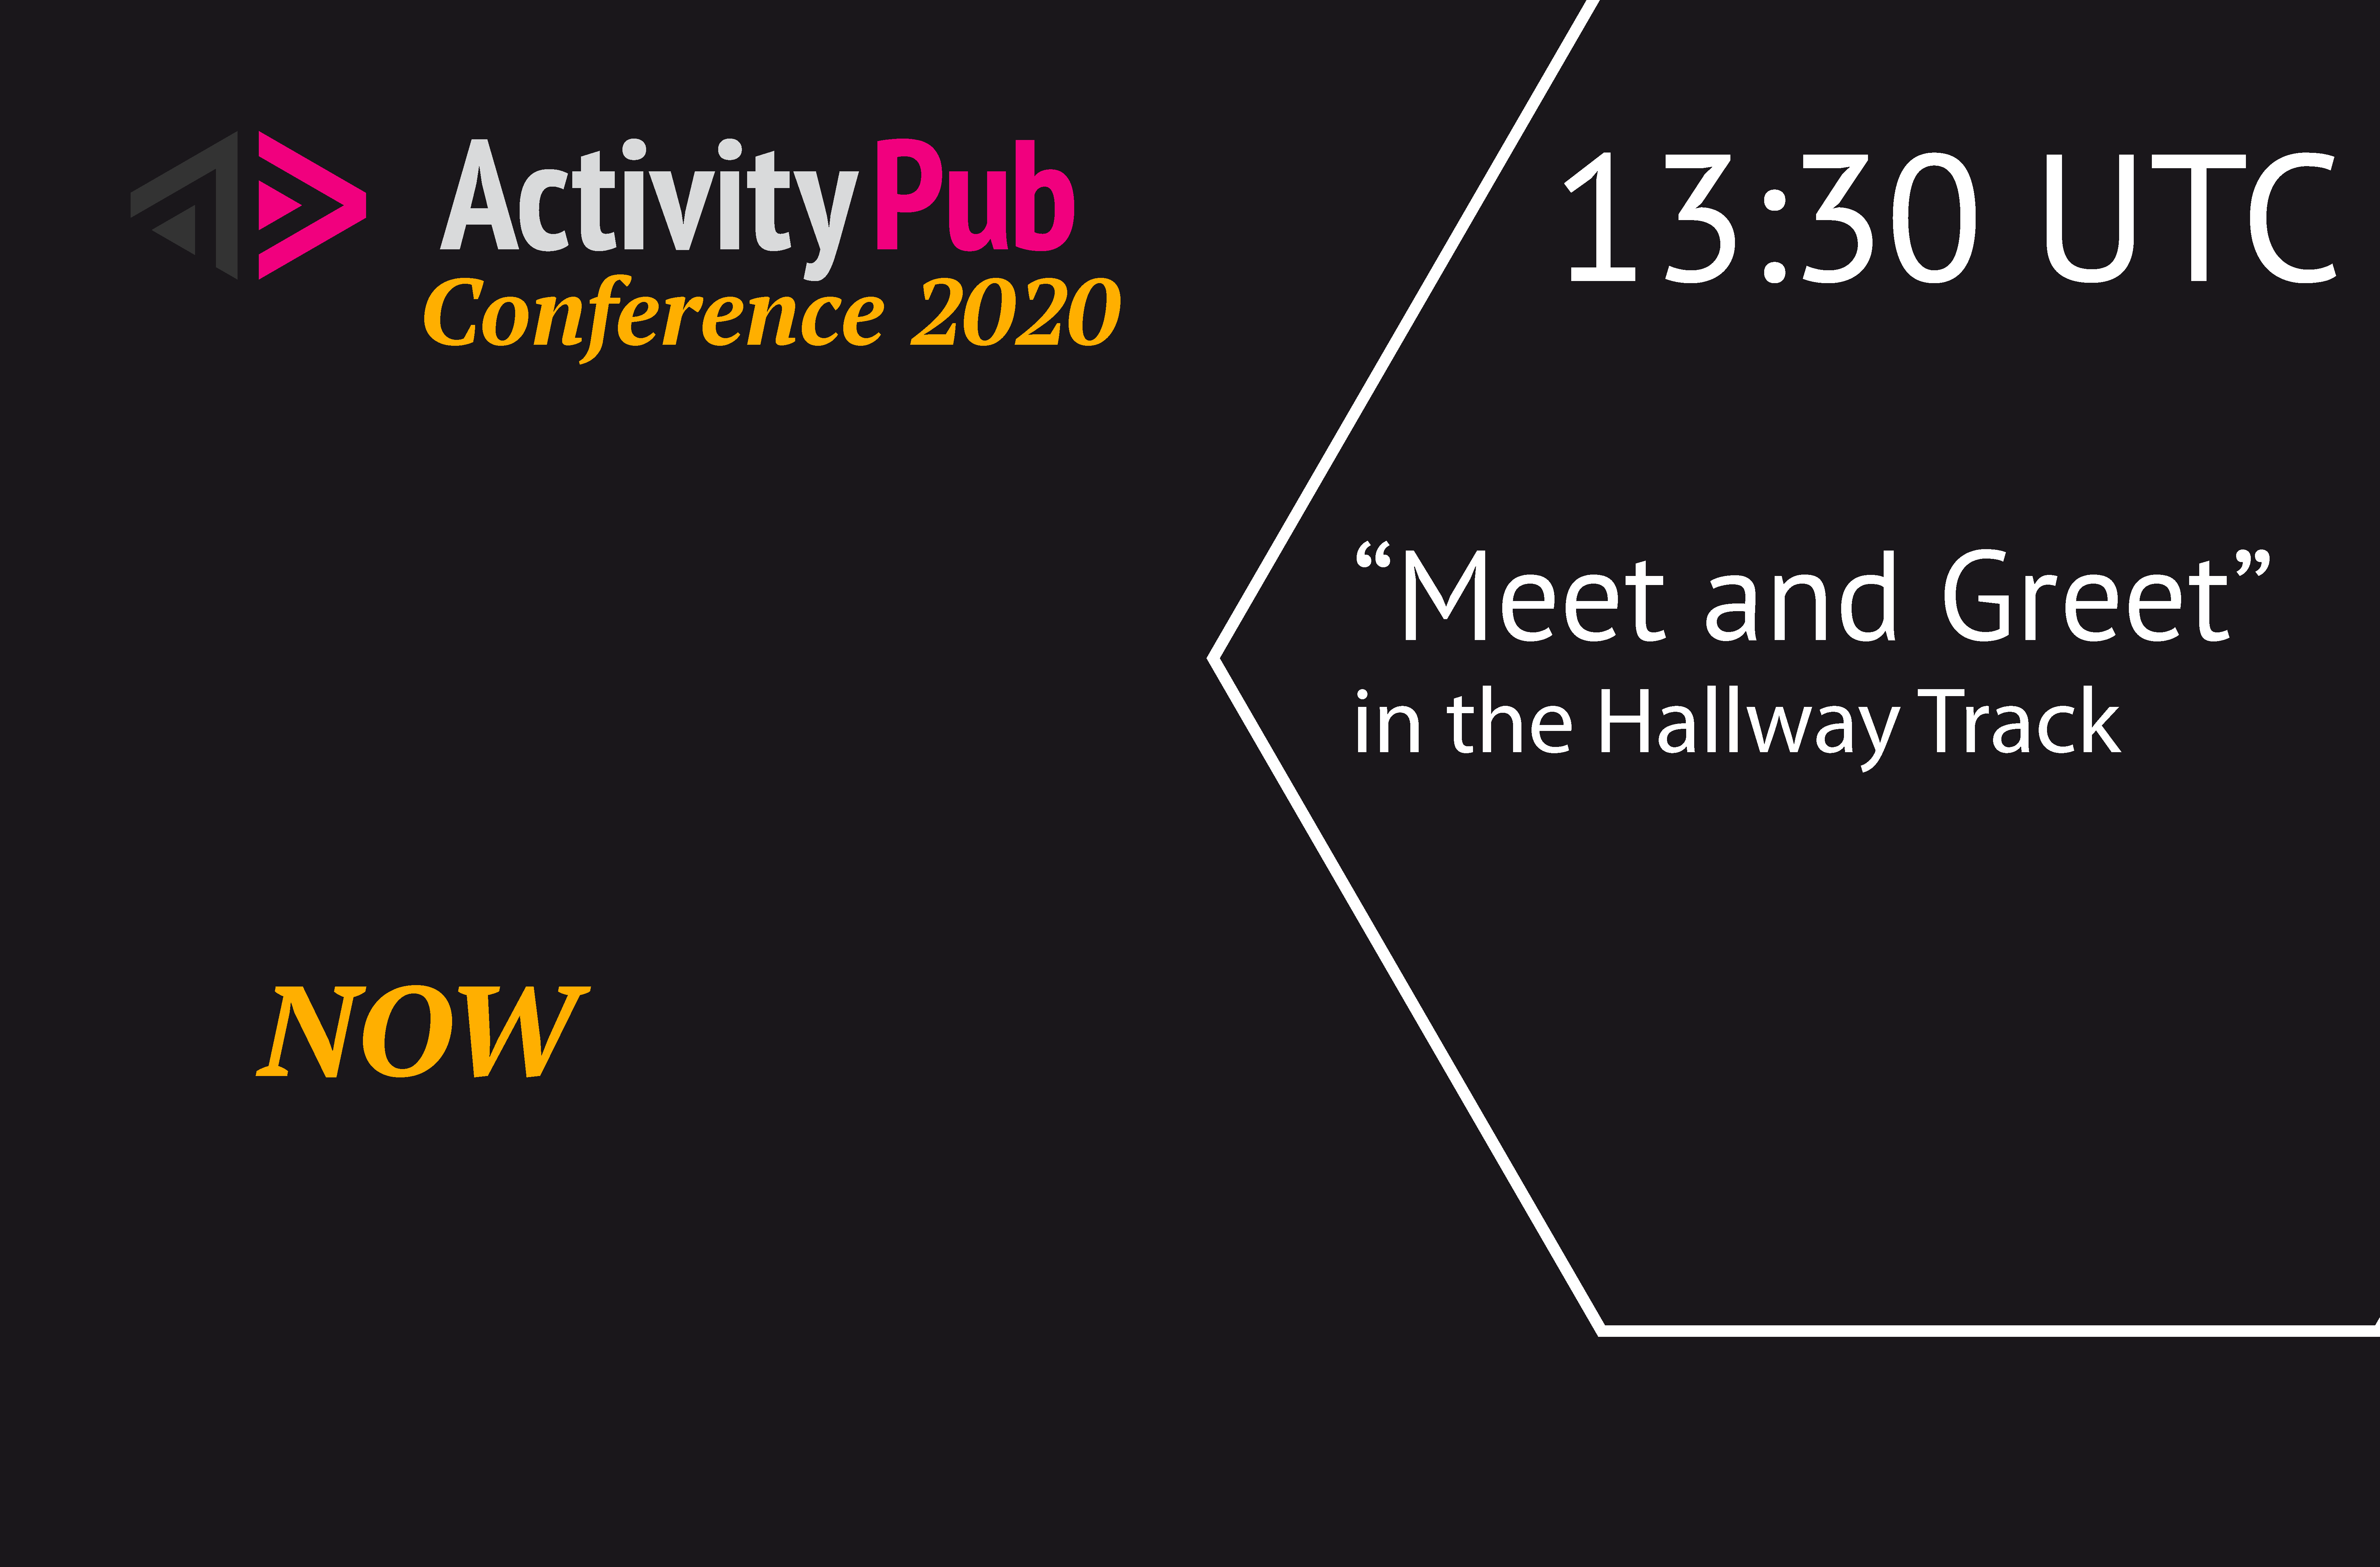 ActivityPub
Conference 2020
13:30 UTC
“Meet and Greet”
in the Hallway Track
NOW